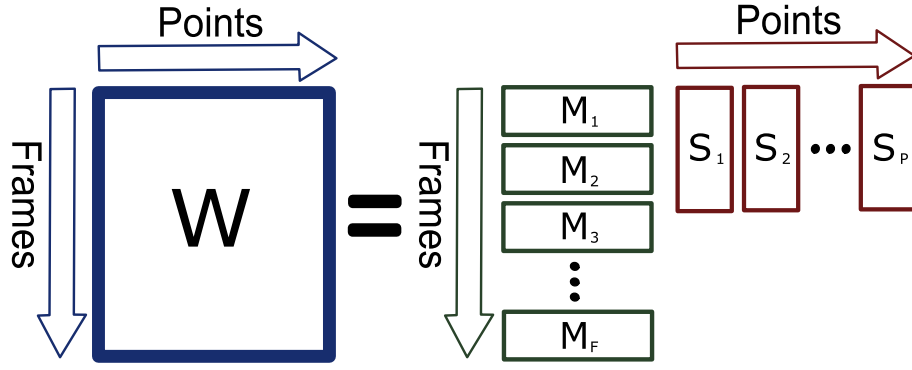 Points
Points
Frames
W
=
Frames
M1
M2
M3
MF
S1
S2
...
SP